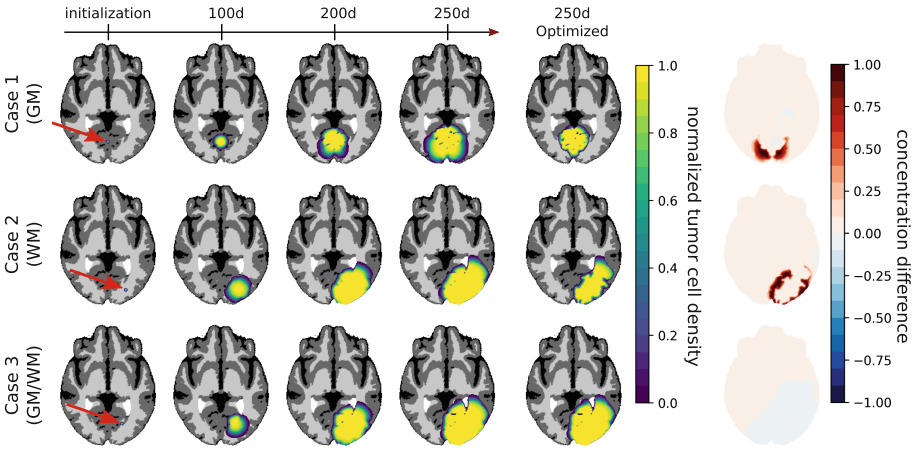 initialization 100d 200d 250d 250d
Optimized
Case 1
(GM)
Case 2
(WM)
Case 3
(GM/WM)
1.0
0.8
0.6
0.4
0.2
0.0
normalized tumor cell density
1.00
0.75
0.50
0.25
0.00
−0.25
−0.50
−0.75
−1.00
concentration difference